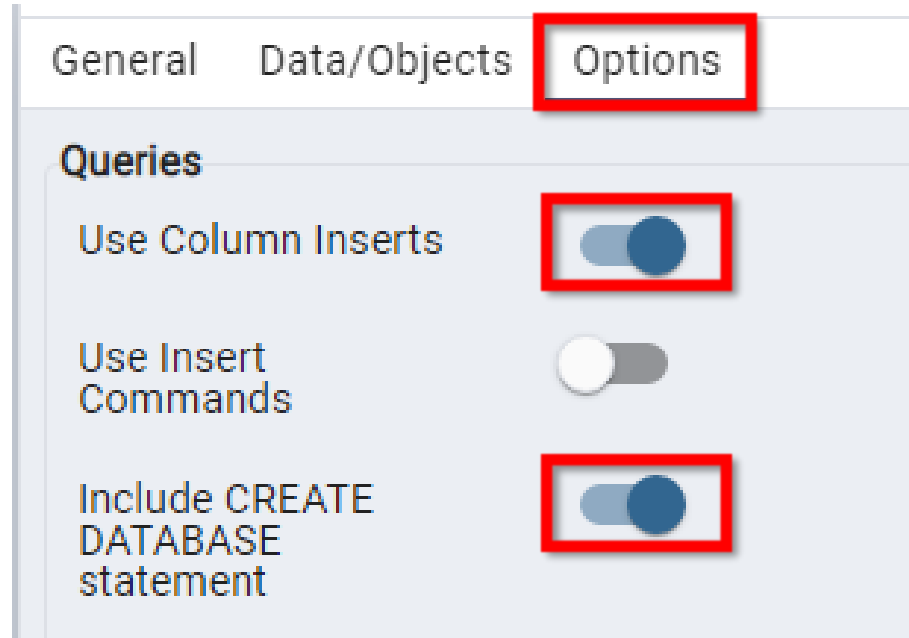 General Data/Objects Options
Queries
Use Column Inserts
Use Insert
Commands
Include CREATE
DATABASE
statement